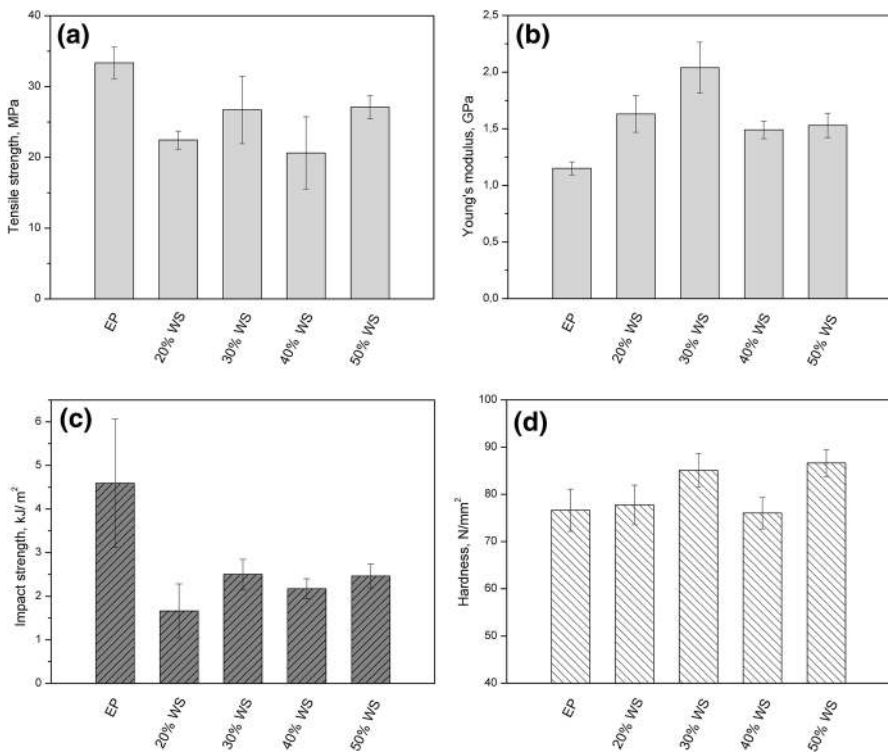 (a)
Tensile strength, MPa
40
30
20
10
0
EP
20% WS
30% WS
40% WS
50% WS
(b)
Young's modulus, GPa
2,5
2,0
1,5
1,0
0,5
0,0
EP
20% WS
30% WS
40% WS
50% WS
(c)
Impact strength, kJ/ m²
6
5
4
3
2
1
0
EP
20% WS
30% WS
40% WS
50% WS
(d)
Hardness, N/mm²
100
90
80
70
60
50
40
EP
20% WS
30% WS
40% WS
50% WS